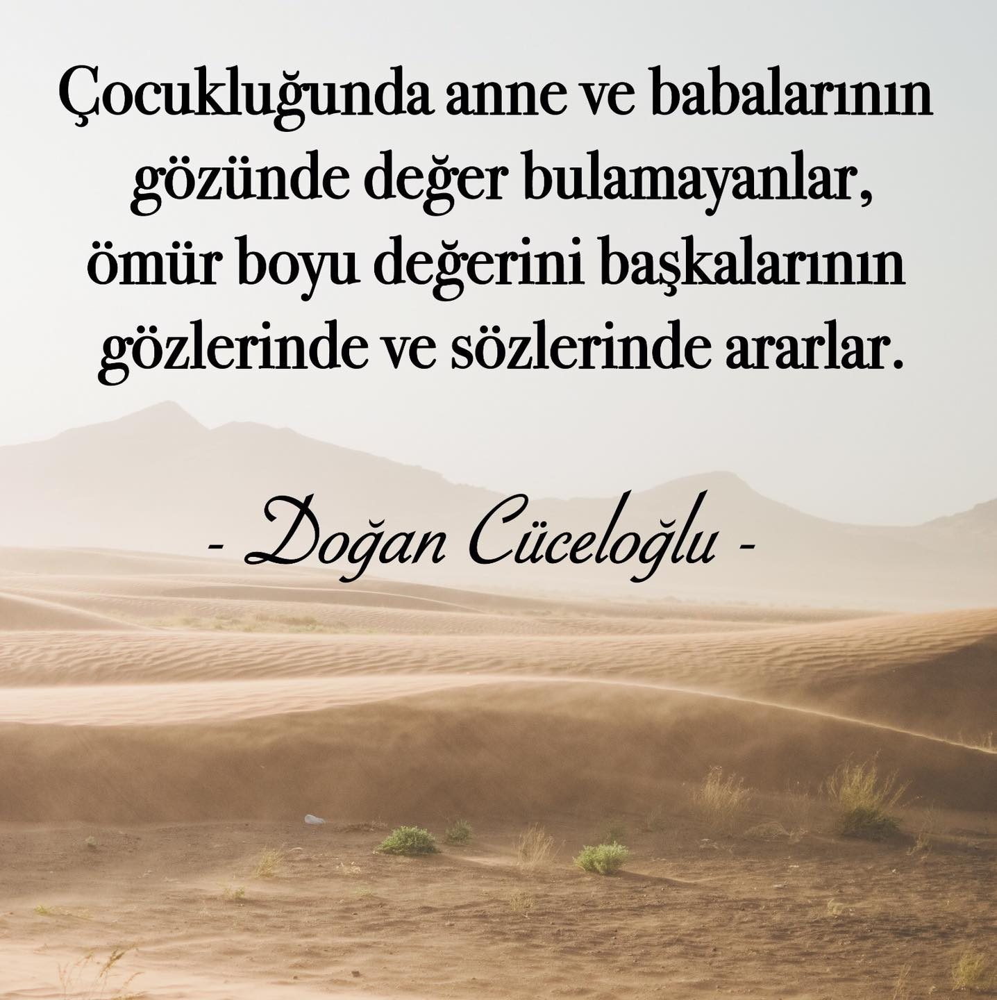 Çocukluğunda anne ve babalarının
gözünde değer bulamayanlar,
ömür boyu değerini başkalarının
gözlerinde ve sözlerinde ararlar.
- Doğan Cüceloğlu -